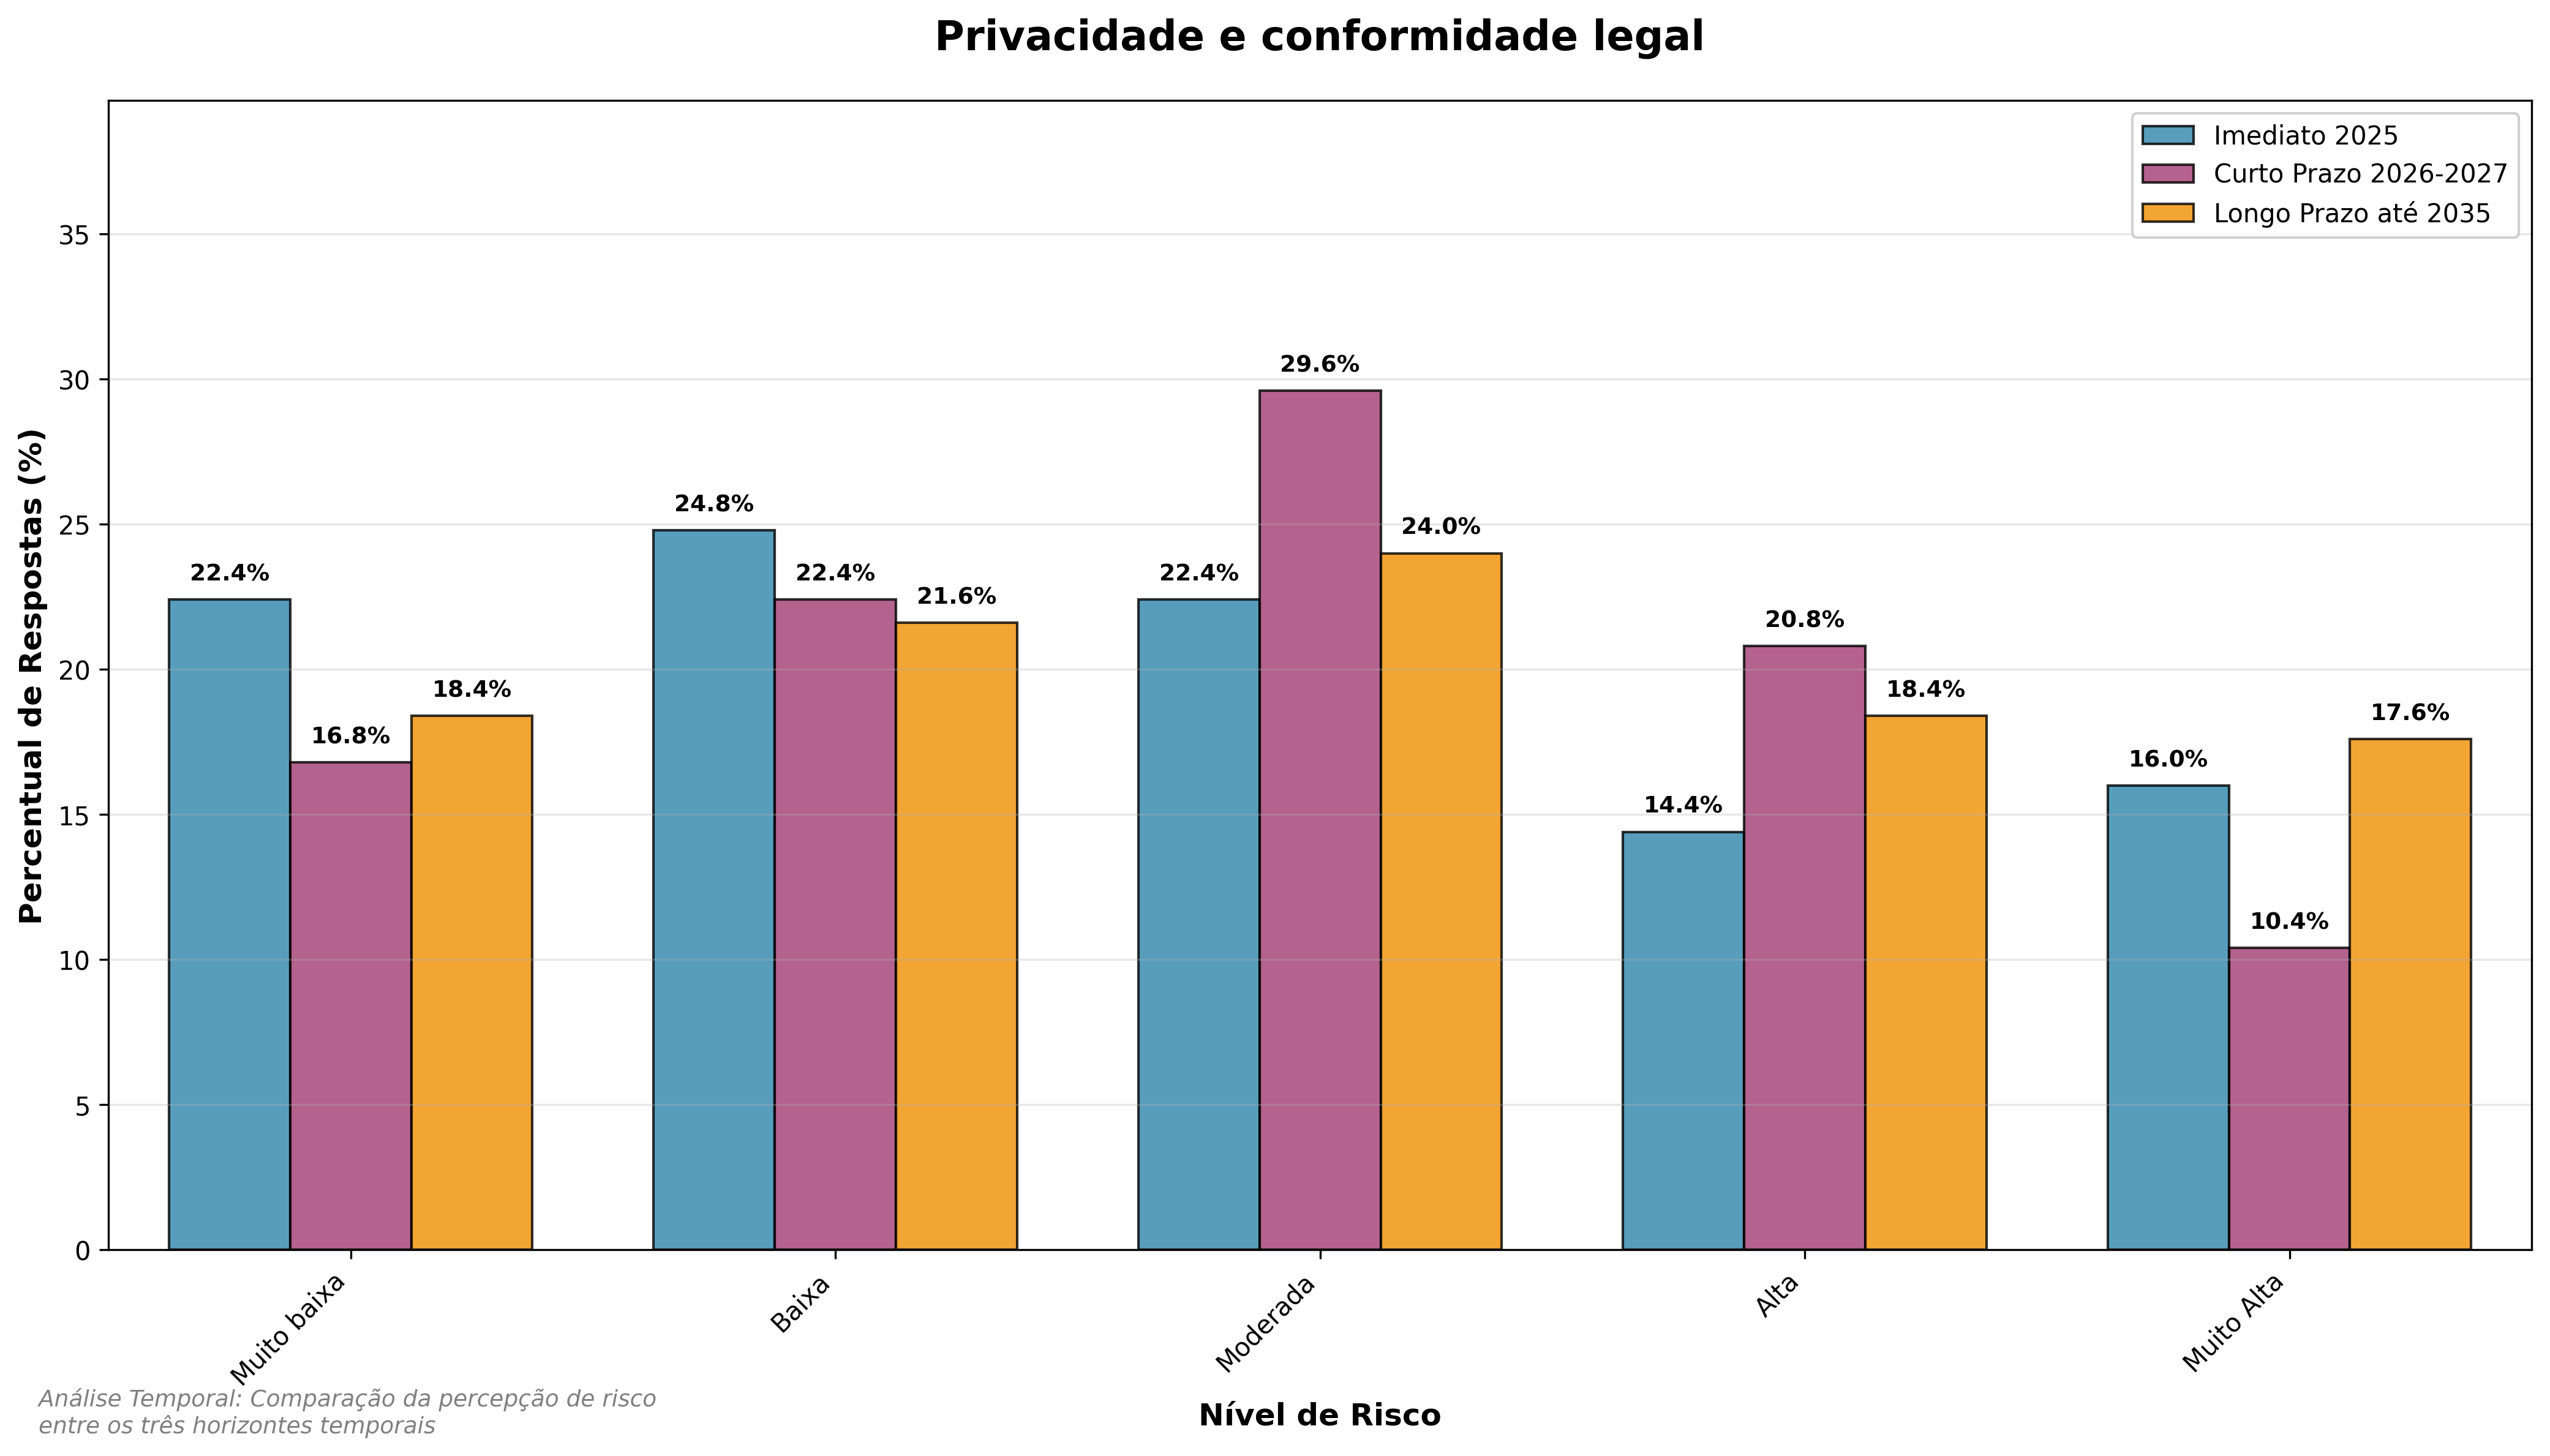 Privacidade e conformidade legal
Imediato 2025
Curto Prazo 2026-2027
Longo Prazo até 2035
Percentual de Respostas (%)
35
30
25
20
15
10
5
0
22.4%
16.8%
18.4%
24.8%
22.4%
21.6%
22.4%
29.6%
24.0%
14.4%
20.8%
18.4%
16.0%
10.4%
17.6%
Muito baixa
Baixa
Moderada
Alta
Muito Alta
Nível de Risco
Análise Temporal: Comparação da percepção de risco
entre os três horizontes temporais